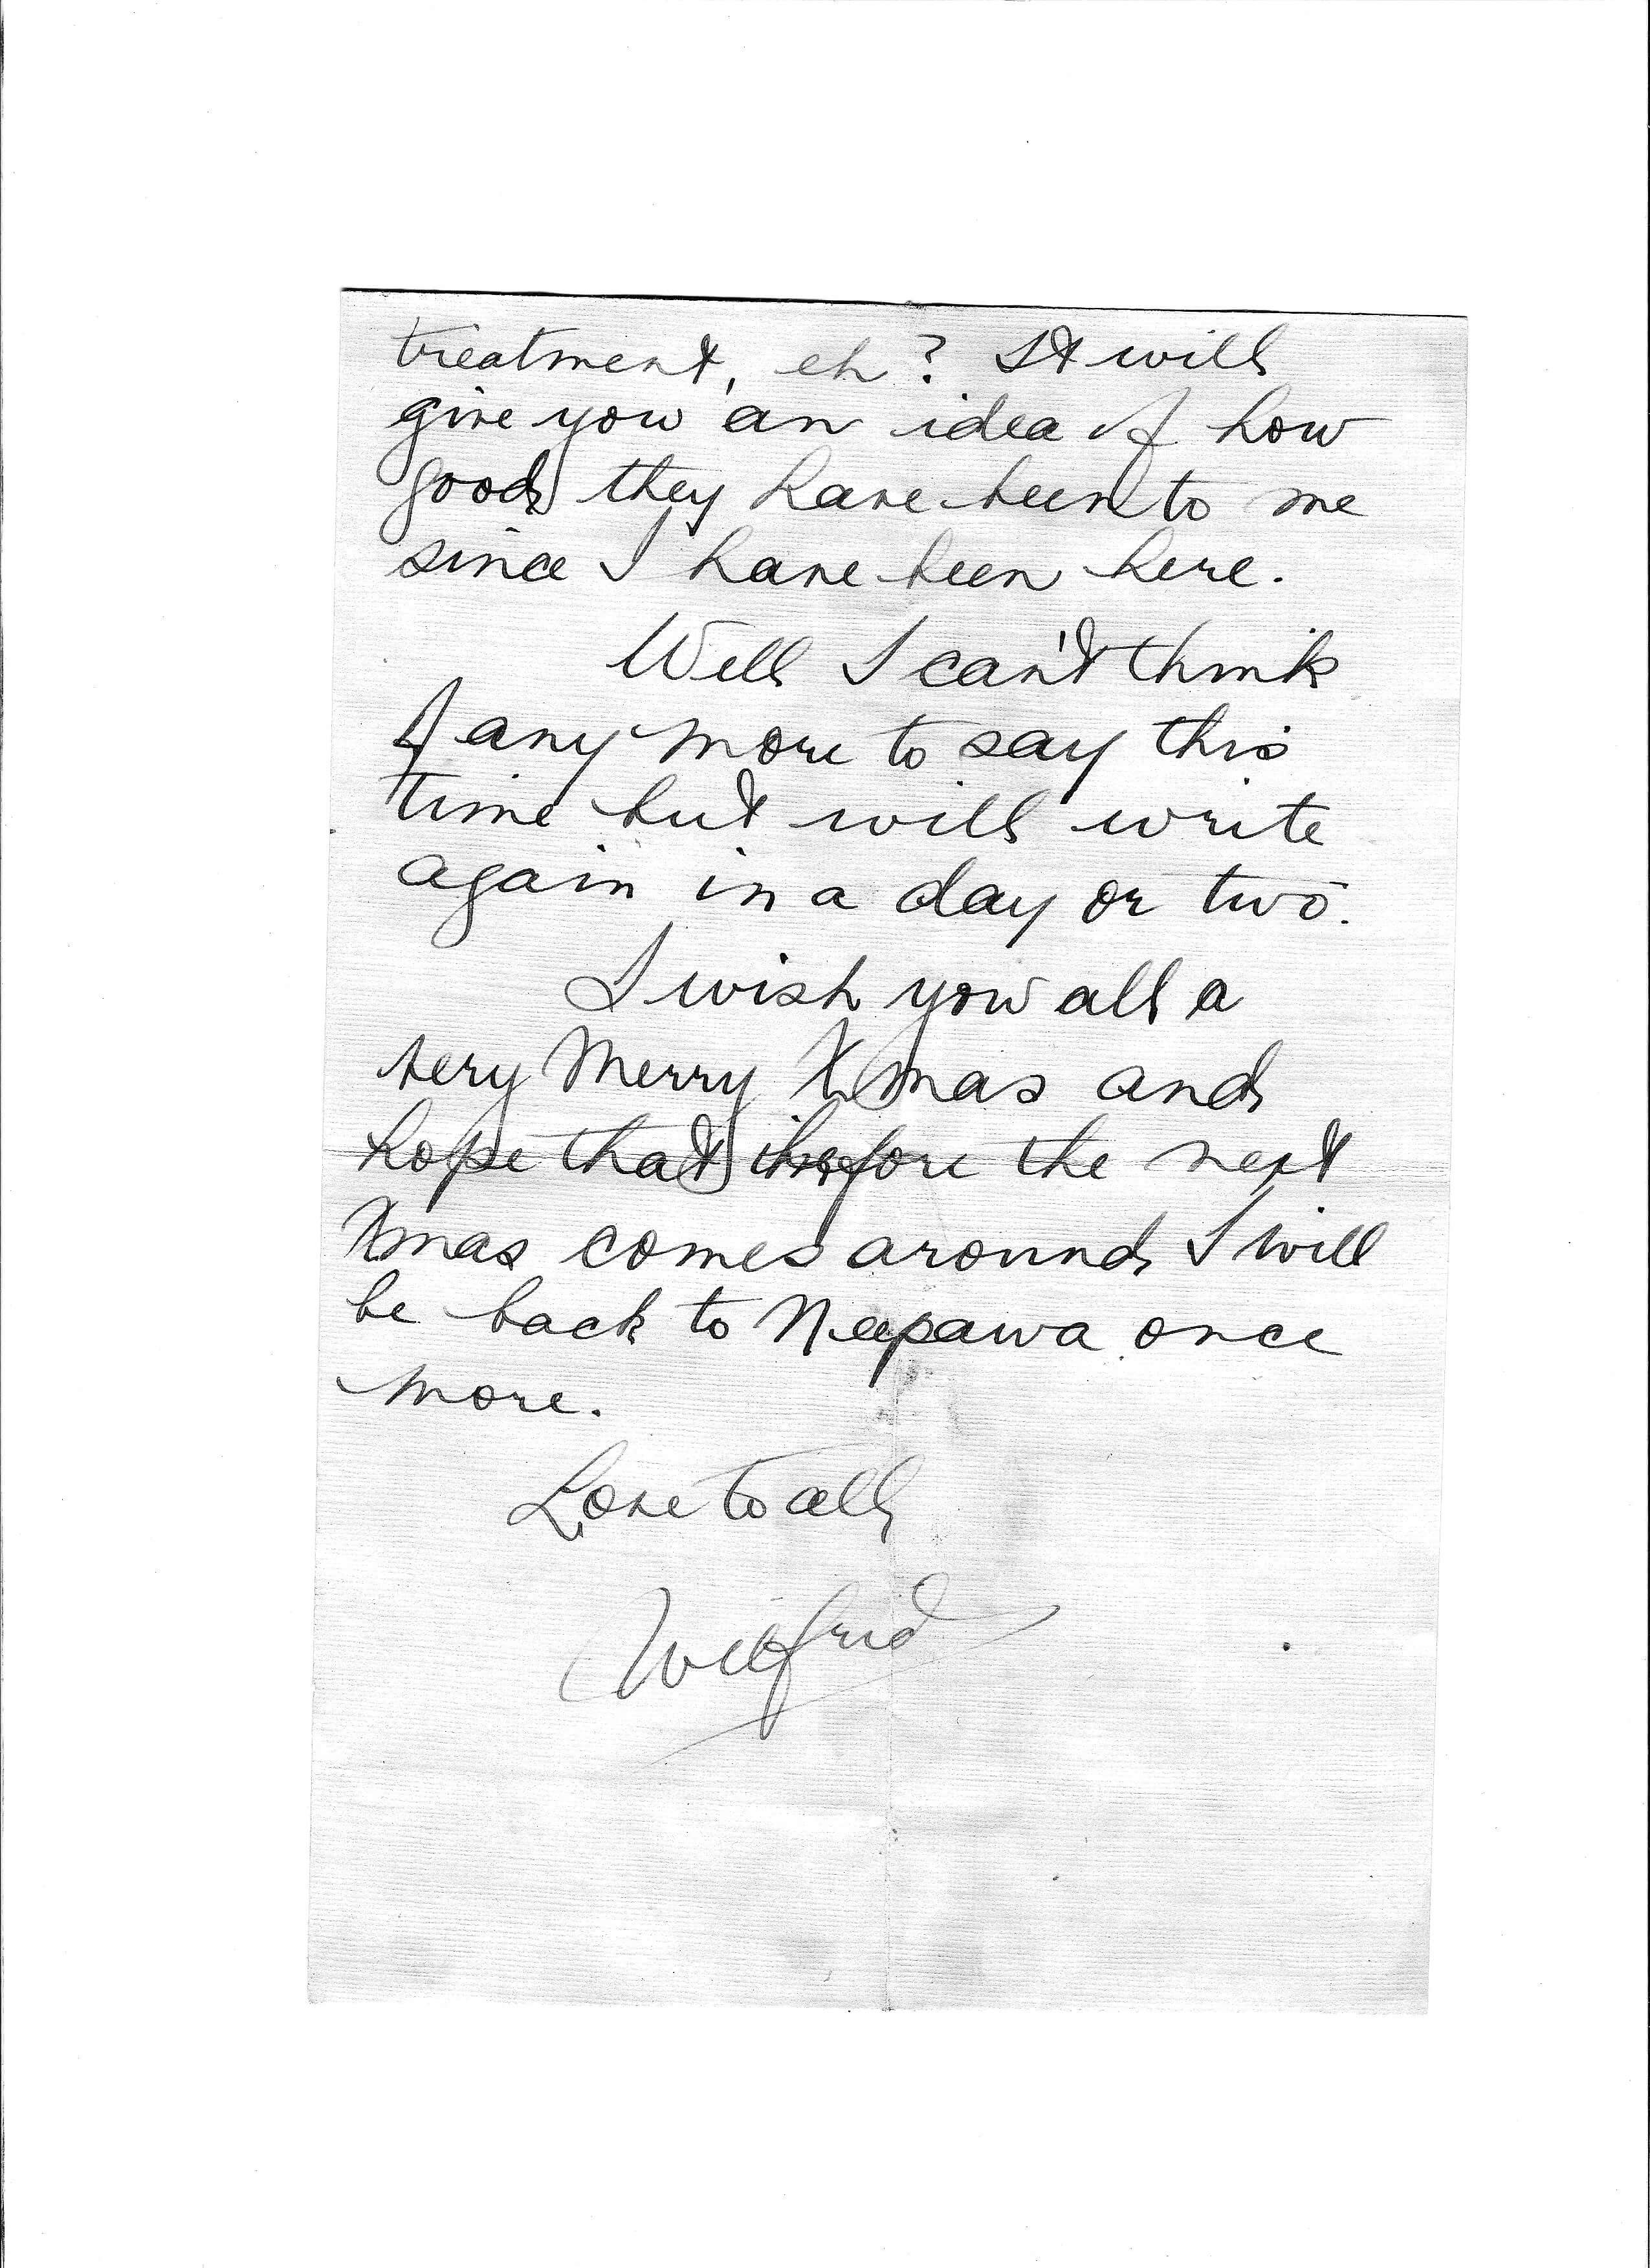 treatment, eh? It will
give you an idea of how
good they have been to me
since I have been here.
Well I can't think
of any more to say this
time but will write
again in a day or two.
I wish you all a
very Merry Xmas and
hope that before the next
Xmas comes around I will
be back to Neepawa once
more.
Love to all
Wilfrid